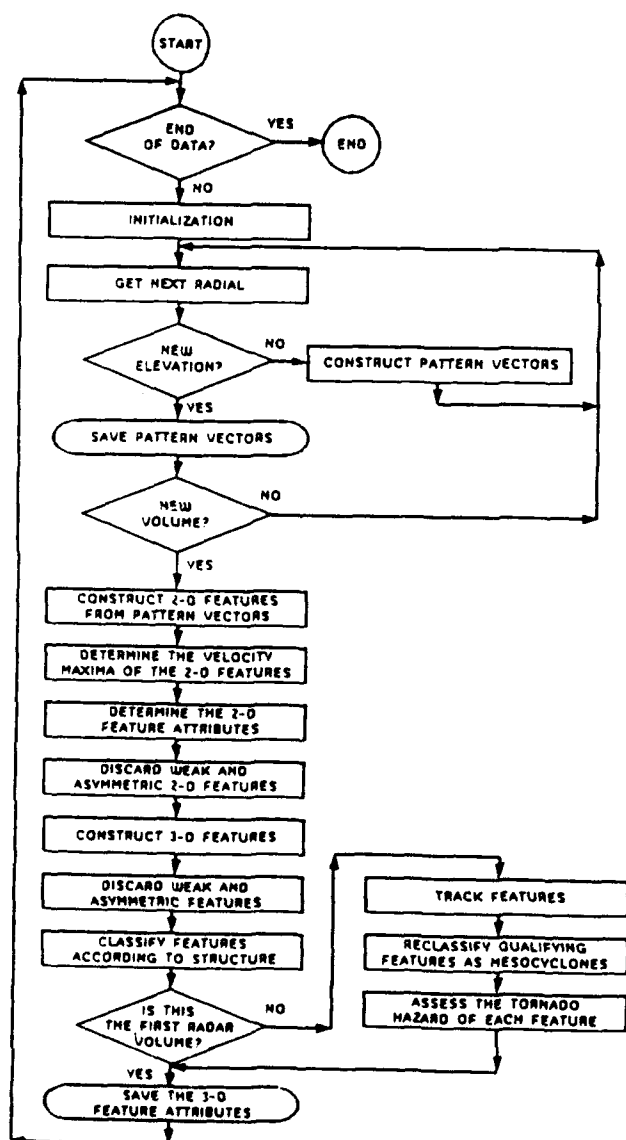 START
END
OF DATA?
YES
END
NO
INITIALIZATION
GET NEXT RADIAL
NEW
ELEVATION?
NO
CONSTRUCT PATTERN VECTORS
YES
SAVE PATTERN VECTORS
NEW
VOLUME?
NO
YES
CONSTRUCT 2-D FEATURES
FROM PATTERN VECTORS
DETERMINE THE VELOCITY
MAXIMA OF THE 2-D FEATURES
DETERMINE THE 2-D
FEATURE ATTRIBUTES
DISCARD WEAK AND
ASYMMETRIC 2-D FEATURES
CONSTRUCT 3-D FEATURES
DISCARD WEAK AND
ASYMMETRIC FEATURES
CLASSIFY FEATURES
ACCORDING TO STRUCTURE
IS THIS
THE FIRST RADAR
VOLUME?
NO
TRACK FEATURES
RECLASSIFY QUALIFYING
FEATURES AS MESOCYCLONES
ASSESS THE TORNADO
HAZARD OF EACH FEATURE
YES
SAVE THE 3-D
FEATURE ATTRIBUTES